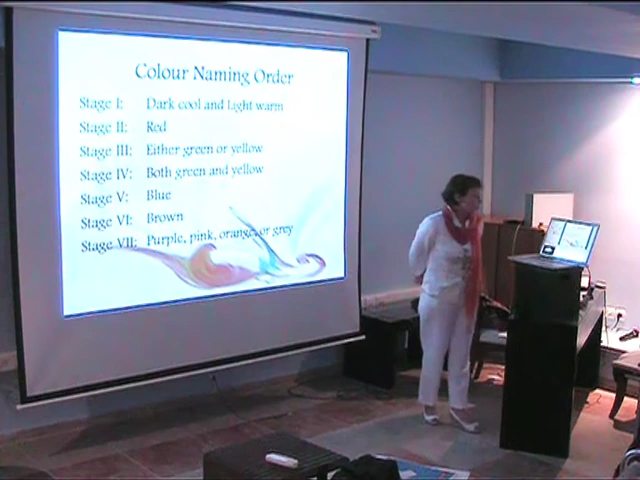 Colour Naming Order
Stage I: Dark cool and light warm
Stage II: Red
Stage III: Either green or yellow
Stage IV: Both green and yellow
Stage V: Blue
Stage VI: Brown
Stage VII: Purple, pink, orange, or grey